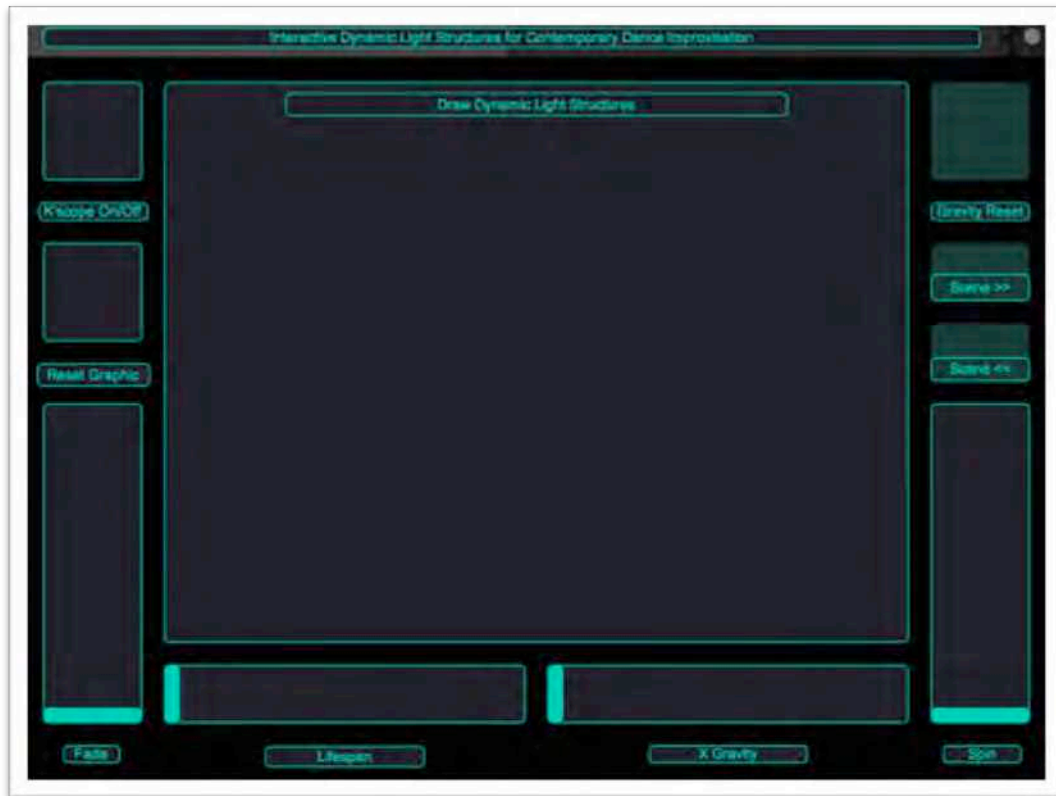 Interactive Dynamic Light Structures for Contemporary Dance Improvisation
Draw Dynamic Light Structures
K'scope On/Off
Gravity Reset
Scene >>
Reset Graphic
Scene <<
Fade
Lifespan
X Gravity
Spin